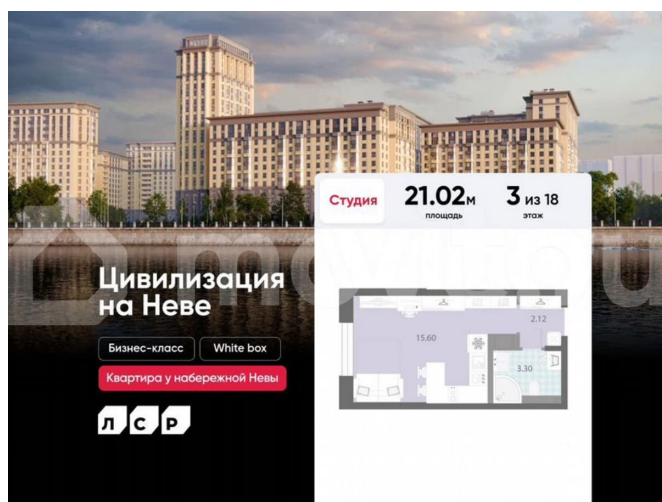 Студия
21.02м
площадь
3 из 18
этаж
Цивилизация
на Неве
Бизнес-класс
White box
Квартира у набережной Невы
ЛСР
15.60
2.12
3.30